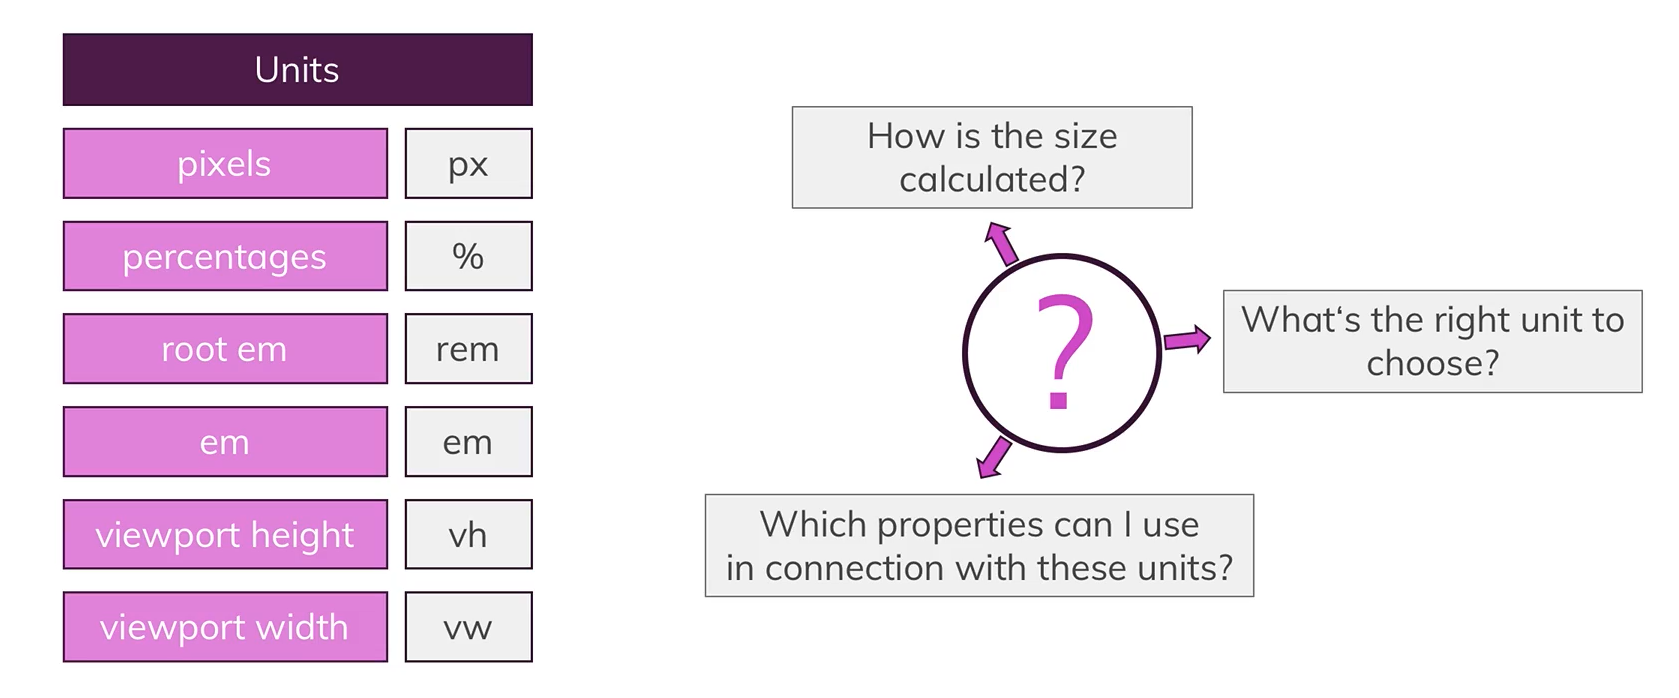 Units
pixels
px
percentages
%
root em
rem
em
em
viewport height
vh
viewport width
vw
How is the size
calculated?
?
What‘s the right unit to
choose?
Which properties can I use
in connection with these units?